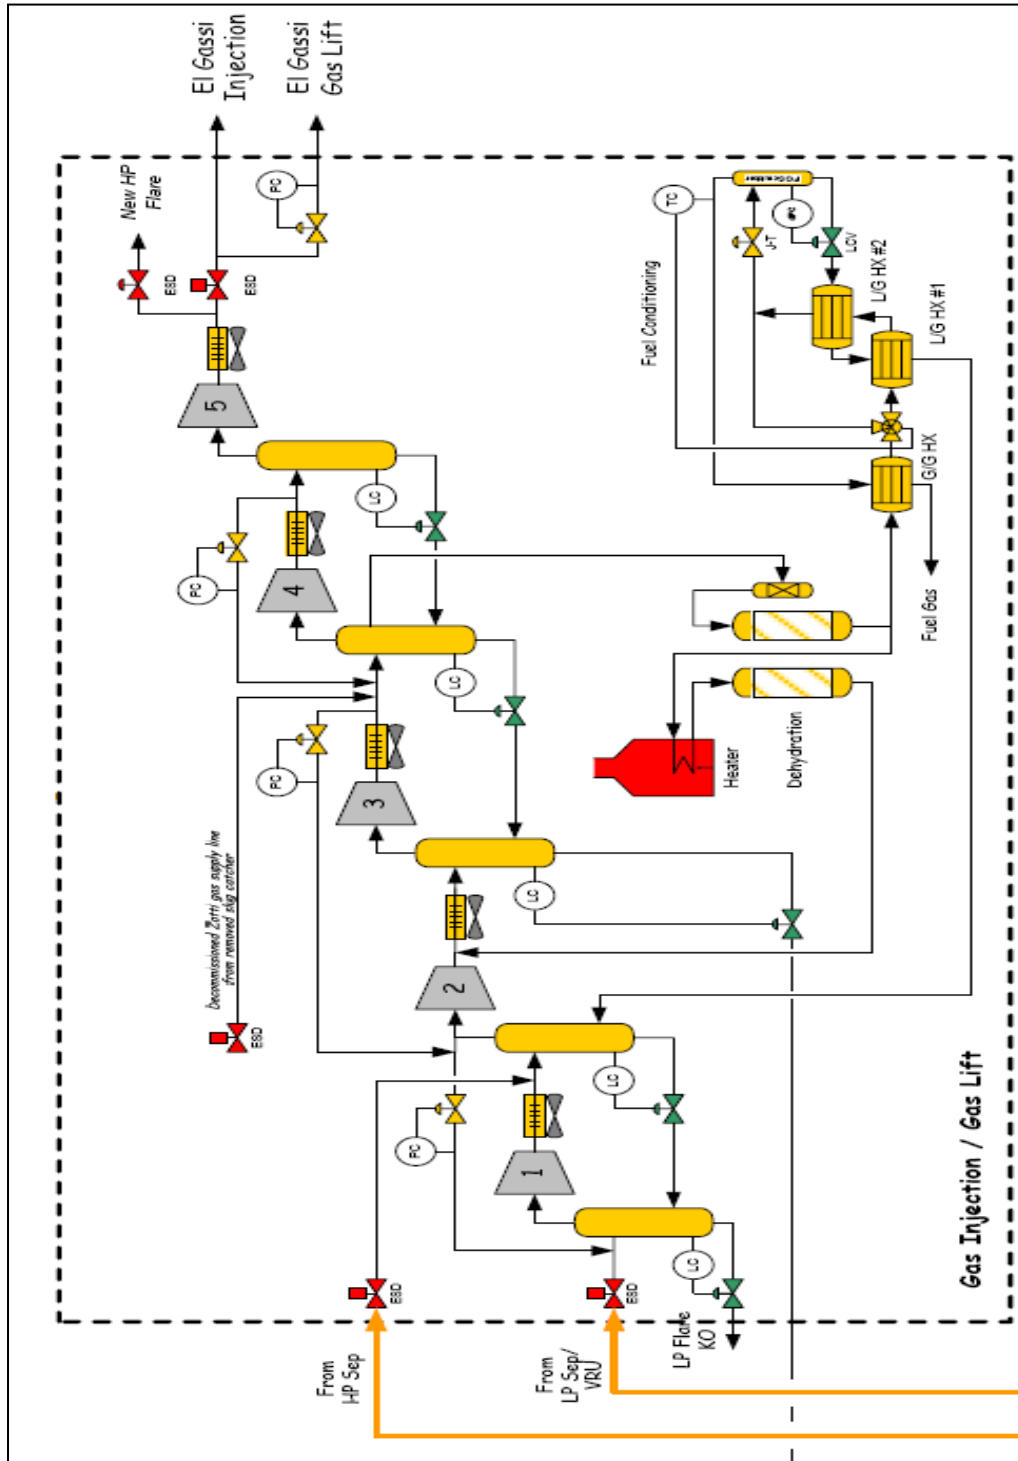 El Gassi
Injection
El Gassi
Gas Lift
New HP
Flare
ESD
ESD
PC
TC
J-T
LCV
L/G HX #2
L/G HX #1
Fuel Conditioning
5
G/G HX
LC
PC
4
Fuel Gas
LC
PC
3
Heater
Dehydration
Decommissioned Zotti gas supply line
from removed slug catcher
ESD
LC
2
LC
PC
1
Gas Injection / Gas Lift
LC
ESD
ESD
LP Flare
KO
From
HP Sep
From
LP Sep/
VRU